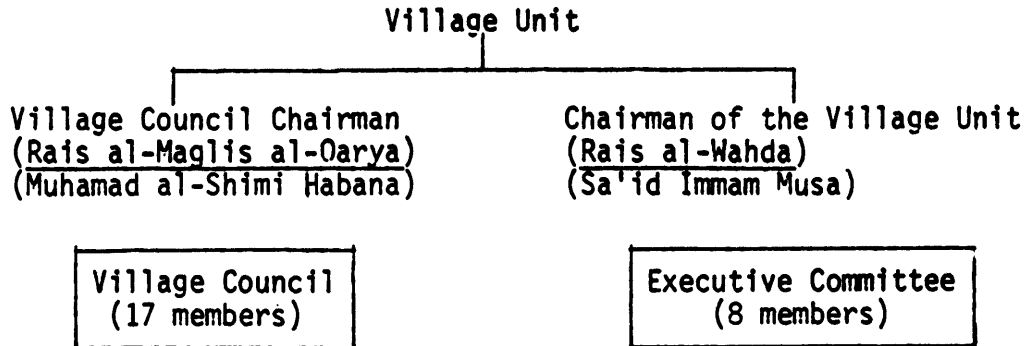 Village Unit
Village Council Chairman
(Rais al-Maglis al-Oarya)
(Muhamad al-Shimi Habana)
Chairman of the Village Unit
(Rais al-Wahda)
(Sa'id Immam Musa)
Village Council
(17 members)
Executive Committee
(8 members)